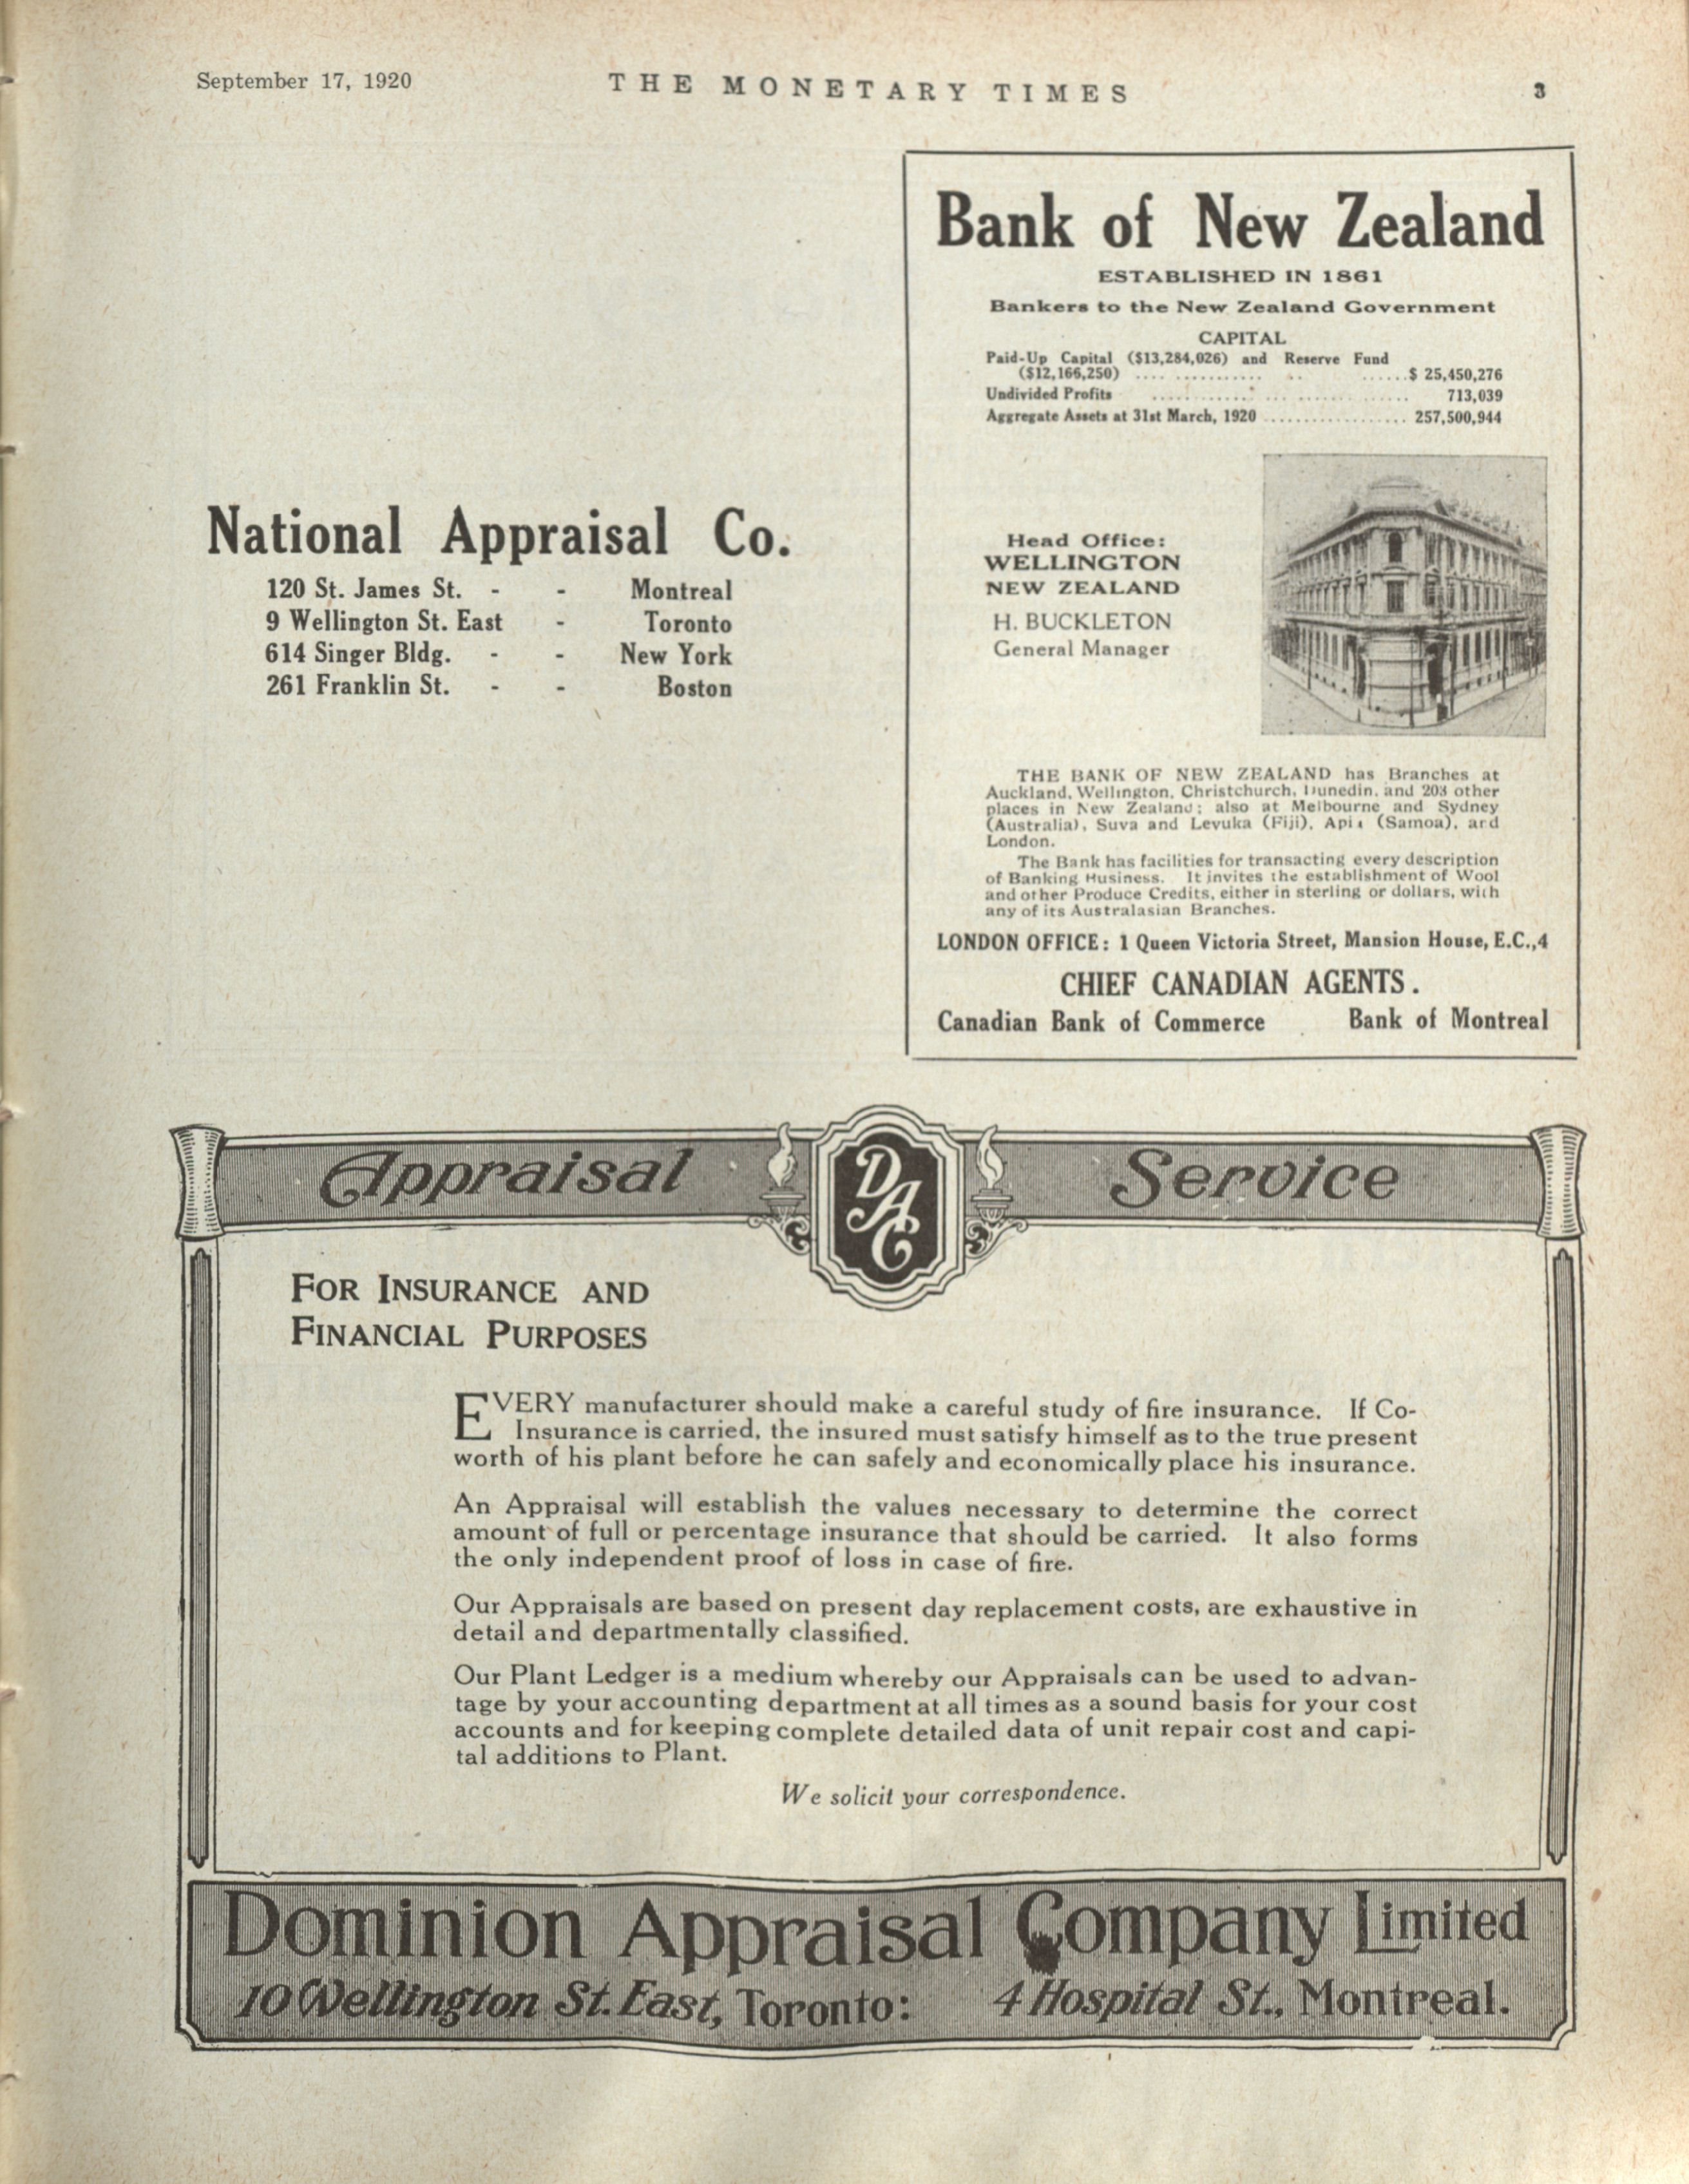 September 17, 1920
THE MONETARY TIMES
3
National Appraisal Co.
120 St. James St. - - Montreal
9 Wellington St. East - Toronto
614 Singer Bldg. - - New York
261 Franklin St. - - Boston
Bank of New Zealand
ESTABLISHED IN 1861
Bankers to the New Zealand Government
CAPITAL
Paid-Up Capital ($13,284,026) and Reserve Fund
($12,166,250) .... ............ .. ......$ 25,450,276
Undivided Profits ............. ... .............. 713,039
Aggregate Assets at 31st March, 1920 .................. 257,500,944
Head Office:
WELLINGTON
NEW ZEALAND
H. BUCKLETON
General Manager
THE BANK OF NEW ZEALAND has Branches at
Auckland, Wellington, Christchurch, Dunedin, and 203 other
places in New Zealand; also at Melbourne and Sydney
(Australia), Suva and Levuka (Fiji), Apia (Samoa), and
London.
The Bank has facilities for transacting every description
of Banking Business. It invites the establishment of Wool
and other Produce Credits, either in sterling or dollars, with
any of its Australasian Branches.
LONDON OFFICE: 1 Queen Victoria Street, Mansion House, E.C.,4
CHIEF CANADIAN AGENTS.
Canadian Bank of Commerce Bank of Montreal
Appraisal DAC Service
FOR INSURANCE AND
FINANCIAL PURPOSES
EVERY manufacturer should make a careful study of fire insurance. If Co-
Insurance is carried, the insured must satisfy himself as to the true present
worth of his plant before he can safely and economically place his insurance.
An Appraisal will establish the values necessary to determine the correct
amount of full or percentage insurance that should be carried. It also forms
the only independent proof of loss in case of fire.
Our Appraisals are based on present day replacement costs, are exhaustive in
detail and departmentally classified.
Our Plant Ledger is a medium whereby our Appraisals can be used to advan-
tage by your accounting department at all times as a sound basis for your cost
accounts and for keeping complete detailed data of unit repair cost and capi-
tal additions to Plant.
We solicit your correspondence.
Dominion Appraisal Company Limited
10 Wellington St. East, Toronto: 4 Hospital St., Montreal.